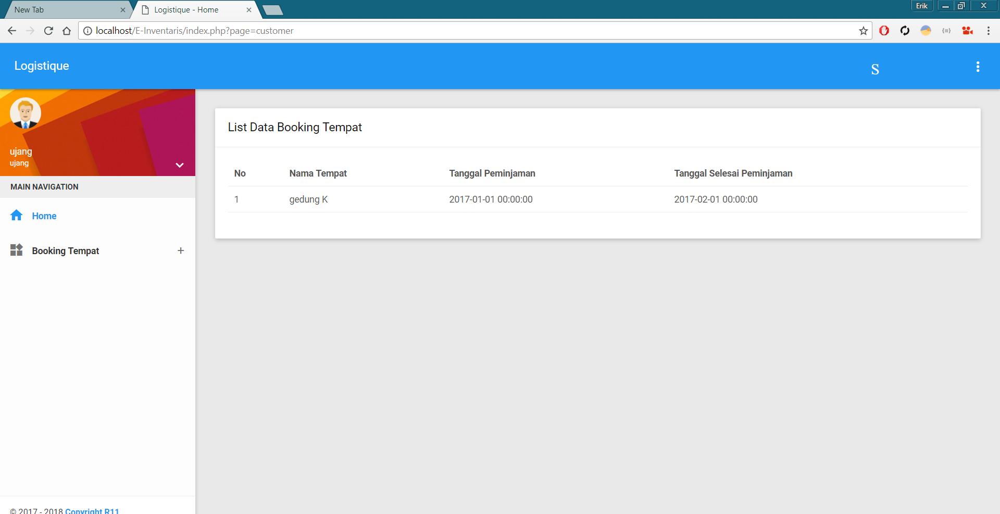 New Tab
Logistique - Home
Erik
localhost/E-Inventaris/index.php?page=customer
Logistique
S
ujang
ujang
MAIN NAVIGATION
Home
Booking Tempat
© 2017 - 2018 Copyright R11
List Data Booking Tempat
No Nama Tempat Tanggal Peminjaman Tanggal Selesai Peminjaman
1 gedung K 2017-01-01 00:00:00 2017-02-01 00:00:00